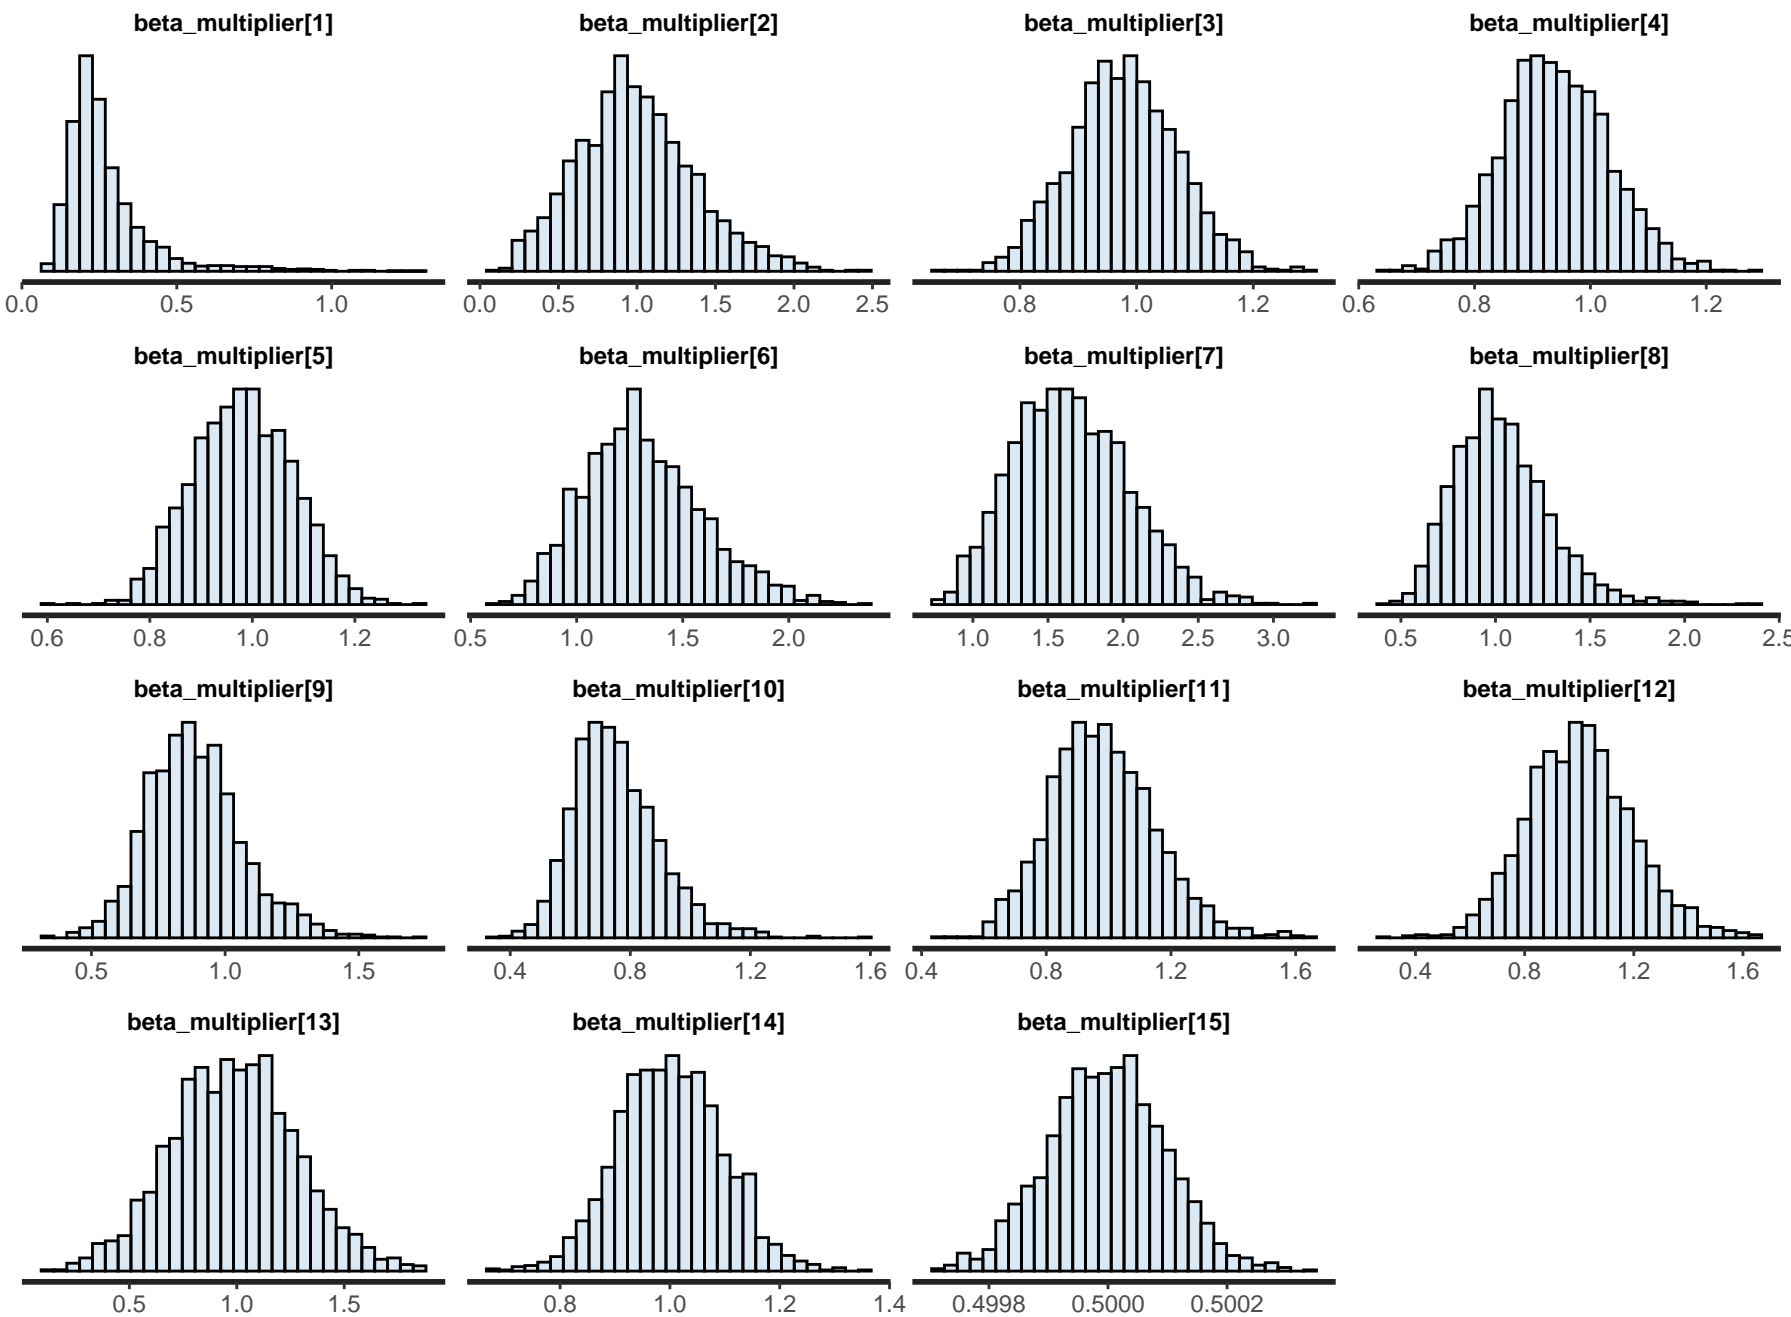 beta_multiplier[1] beta_multiplier[2] beta_multiplier[3] beta_multiplier[4]
0.0 0.5 1.0 0.0 0.5 1.0 1.5 2.0 2.5 0.8 1.0 1.2 0.6 0.8 1.0 1.2
beta_multiplier[5] beta_multiplier[6] beta_multiplier[7] beta_multiplier[8]
0.6 0.8 1.0 1.2 0.5 1.0 1.5 2.0 1.0 1.5 2.0 2.5 3.0 0.5 1.0 1.5 2.0 2.5
beta_multiplier[9] beta_multiplier[10] beta_multiplier[11] beta_multiplier[12]
0.5 1.0 1.5 0.4 0.8 1.2 1.6 0.4 0.8 1.2 1.6 0.4 0.8 1.2 1.6
beta_multiplier[13] beta_multiplier[14] beta_multiplier[15]
0.5 1.0 1.5 0.8 1.0 1.2 1.4 0.4998 0.5000 0.5002